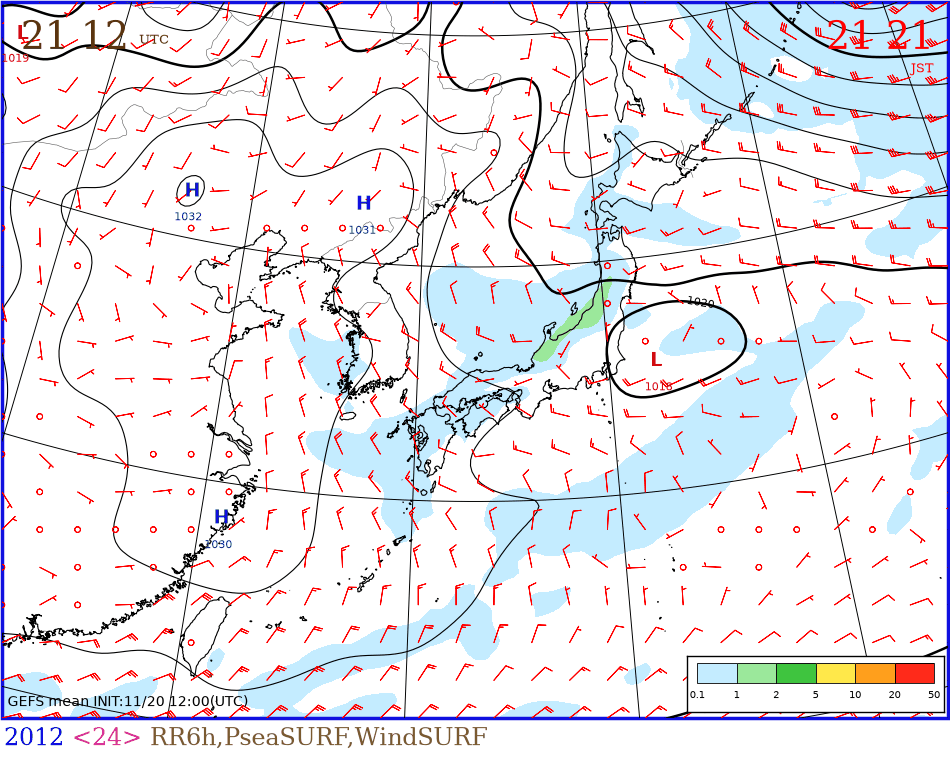 21 12 UTC
21 21
JST
L
1019
H
1032
H
1031
1020
L
1018
H
1030
0.1 1 2 5 10 20 50
GEFS mean INIT:11/20 12:00(UTC)
2012 <24> RR6h,PseaSURF,WindSURF